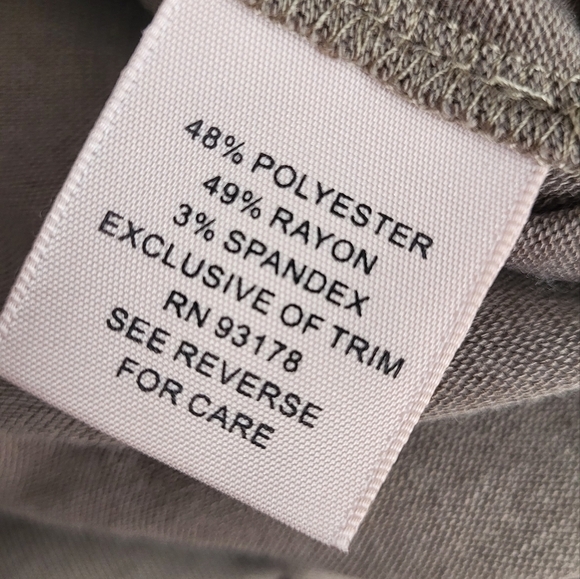 48% POLYESTER
49% RAYON
3% SPANDEX
EXCLUSIVE OF TRIM
RN 93178
SEE REVERSE
FOR CARE